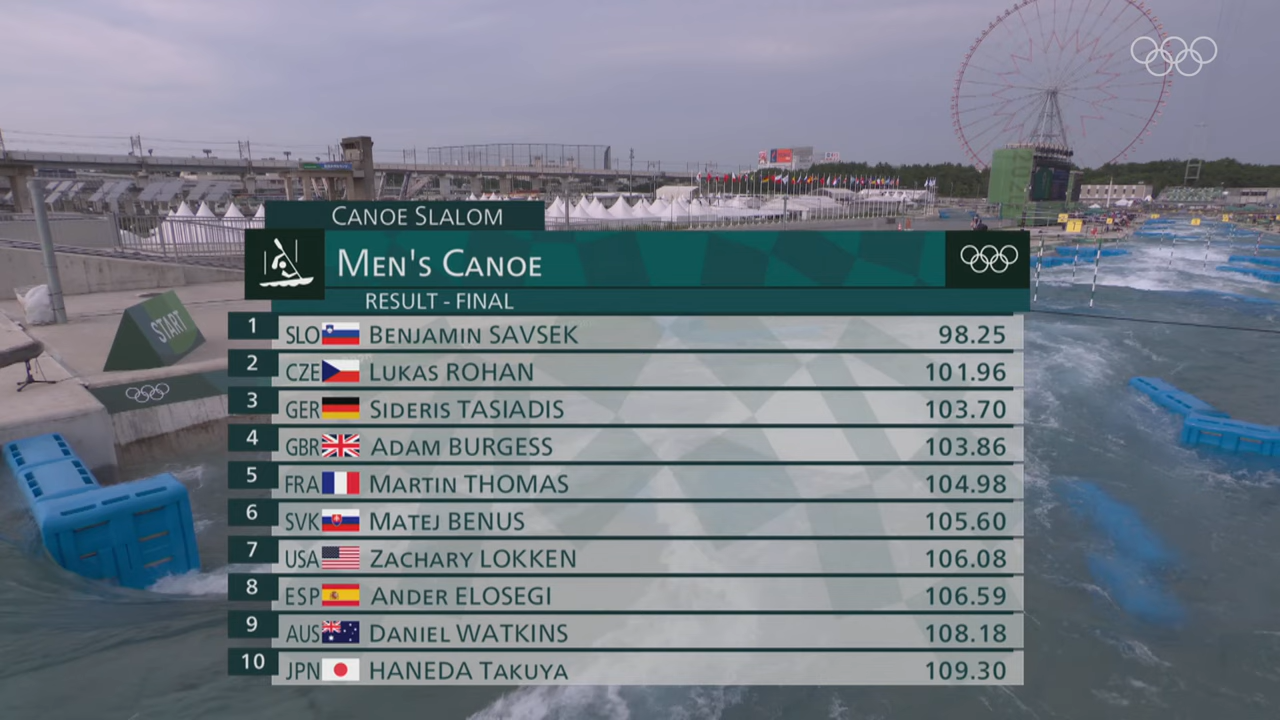 CANOE SLALOM
MEN'S CANOE
RESULT - FINAL
1 SLO BENJAMIN SAVSEK 98.25
2 CZE LUKAS ROHAN 101.96
3 GER SIDERIS TASIADIS 103.70
4 GBR ADAM BURGESS 103.86
5 FRA MARTIN THOMAS 104.98
6 SVK MATEJ BENUS 105.60
7 USA ZACHARY LOKKEN 106.08
8 ESP ANDER ELOSEGI 106.59
9 AUS DANIEL WATKINS 108.18
10 JPN HANEDA TAKUYA 109.30
START